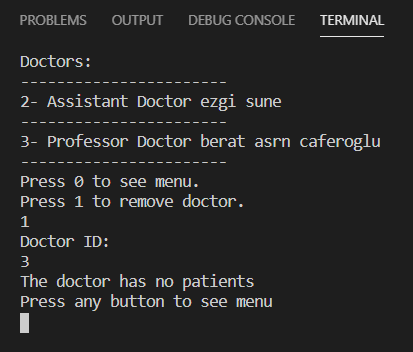 PROBLEMS OUTPUT DEBUG CONSOLE TERMINAL
Doctors:
-----------------------
2- Assistant Doctor ezgi sune
-----------------------
3- Professor Doctor berat asrn caferoglu
-----------------------
Press 0 to see menu.
Press 1 to remove doctor.
1
Doctor ID:
3
The doctor has no patients
Press any button to see menu